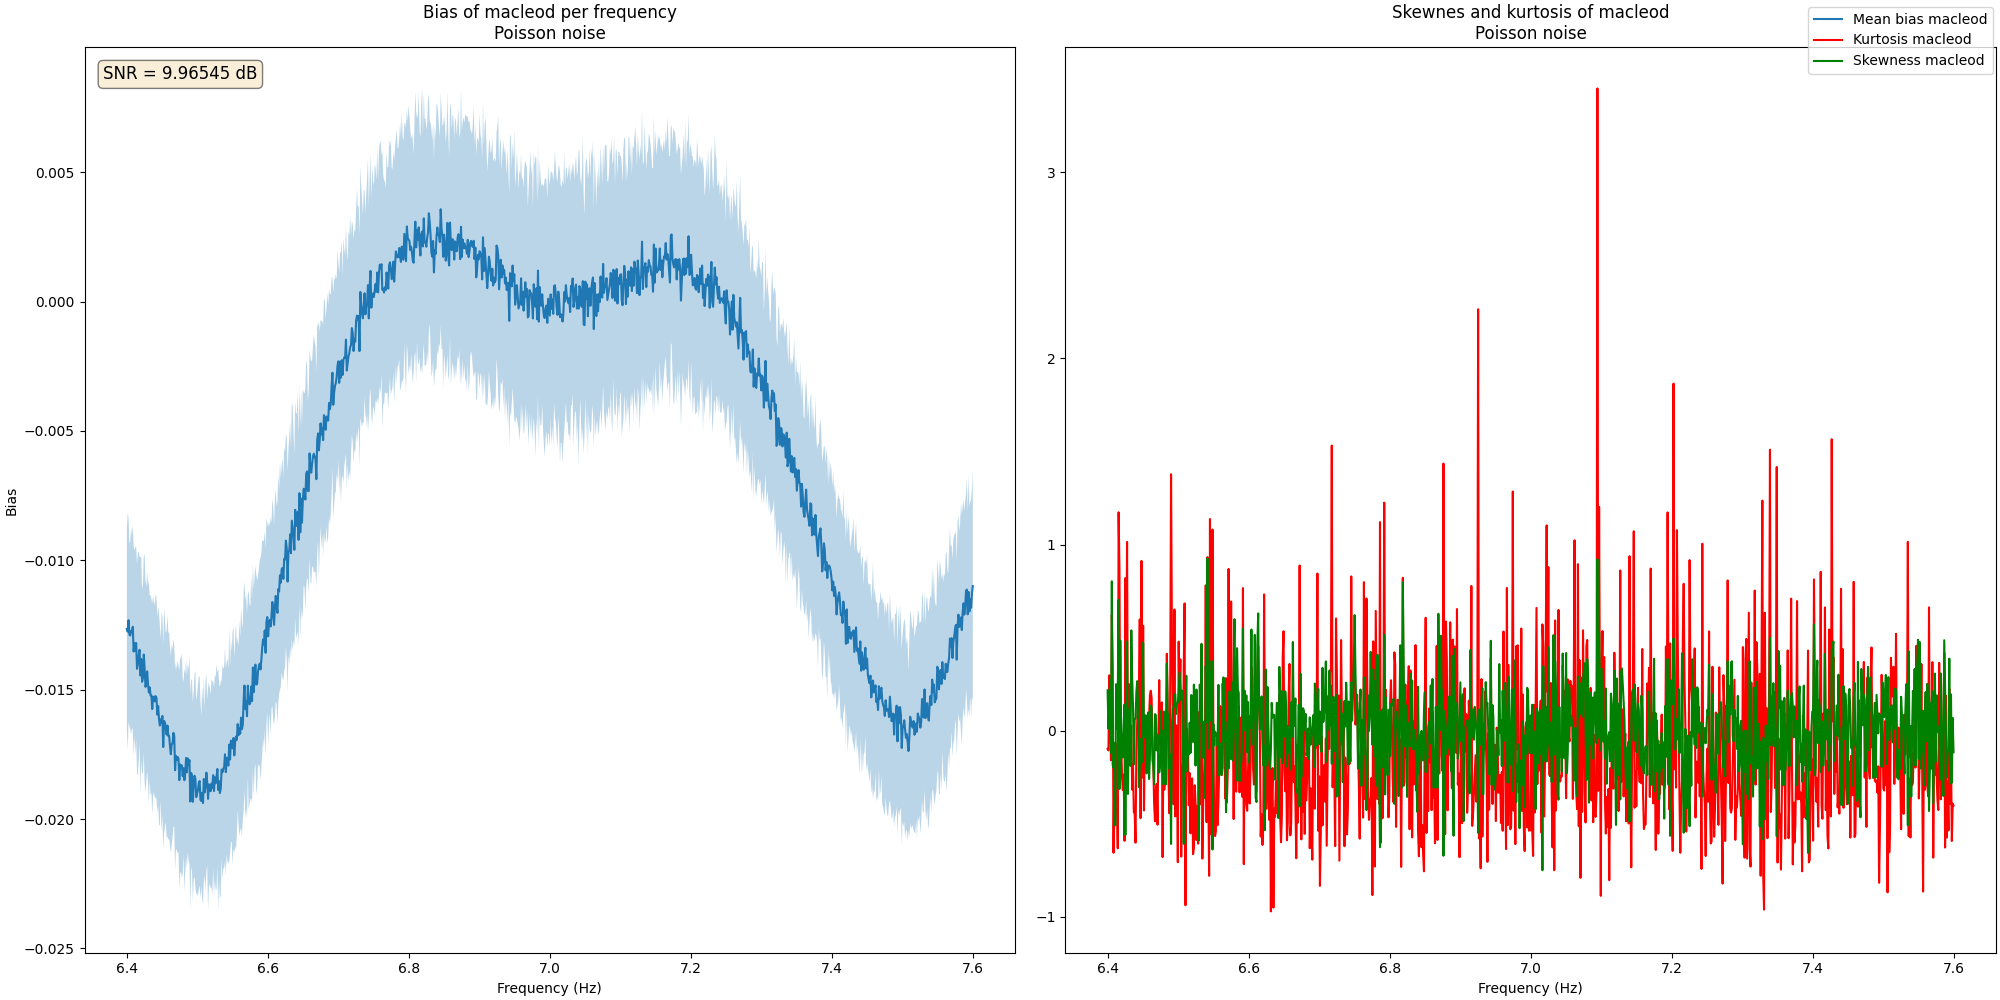 Bias of macleod per frequency
Poisson noise
SNR = 9.96545 dB
0.005
0.000
−0.005
−0.010
−0.015
−0.020
−0.025
Bias
6.4
6.6
6.8
7.0
7.2
7.4
7.6
Frequency (Hz)
Skewnes and kurtosis of macleod
Poisson noise
Mean bias macleod
Kurtosis macleod
Skewness macleod
3
2
1
0
−1
6.4
6.6
6.8
7.0
7.2
7.4
7.6
Frequency (Hz)